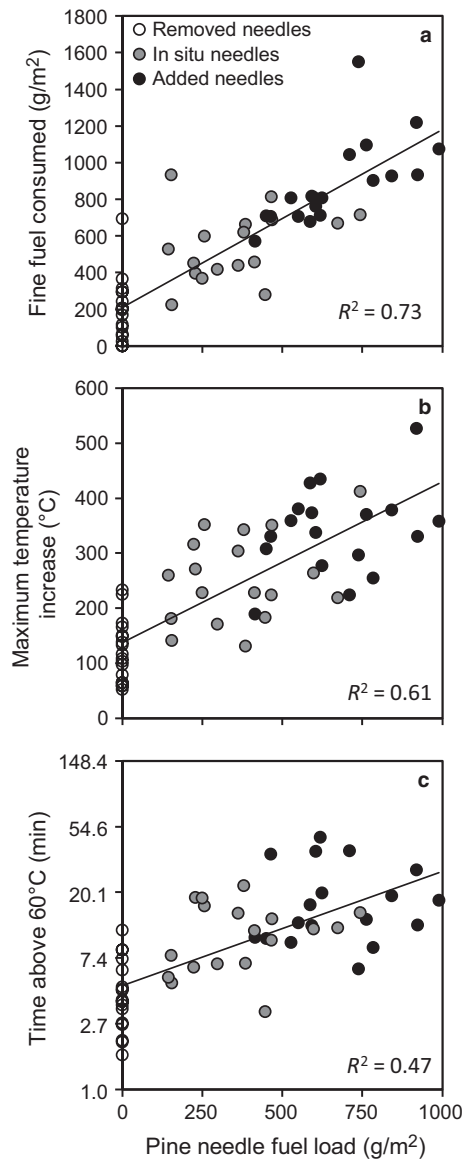 a
Removed needles
In situ needles
Added needles
1800
1600
1400
1200
1000
800
600
400
200
0
Fine fuel consumed (g/m²)
R² = 0.73
b
600
500
400
300
200
100
0
Maximum temperature
increase (°C)
R² = 0.61
c
148.4
54.6
20.1
7.4
2.7
1.0
Time above 60°C (min)
R² = 0.47
0 250 500 750 1000
Pine needle fuel load (g/m²)